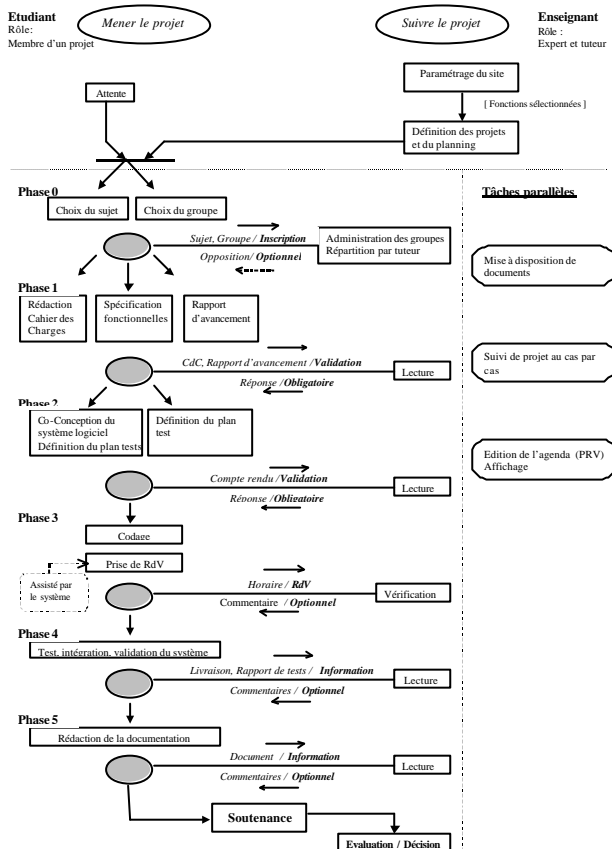 Etudiant
Rôle:
Membre d'un projet
Mener le projet
Suivre le projet
Enseignant
Rôle :
Expert et tuteur
Paramétrage du site
Attente
[ Fonctions sélectionnées ]
Définition des projets
et du planning
Phase 0
Tâches parallèles
Choix du sujet
Choix du groupe
Sujet, Groupe / Inscription
Opposition/ Optionnel
Administration des groupes
Répartition par tuteur
Mise à disposition de
documents
Phase 1
Rédaction
Cahier des
Charges
Spécification
fonctionnelles
Rapport
d'avancement
CdC, Rapport d'avancement /Validation
Réponse /Obligatoire
Lecture
Suivi de projet au cas par
cas
Phase 2
Co-Conception du
système logiciel
Définition du plan tests
Définition du plan
test
Edition de l'agenda (PRV)
Affichage
Compte rendu /Validation
Réponse /Obligatoire
Lecture
Phase 3
Codage
Prise de RdV
Assisté par
le système
Horaire / RdV
Commentaire / Optionnel
Vérification
Phase 4
Test, intégration, validation du système
Livraison, Rapport de tests / Information
Commentaires / Optionnel
Lecture
Phase 5
Rédaction de la documentation
Document / Information
Commentaires / Optionnel
Lecture
Soutenance
Evaluation / Décision